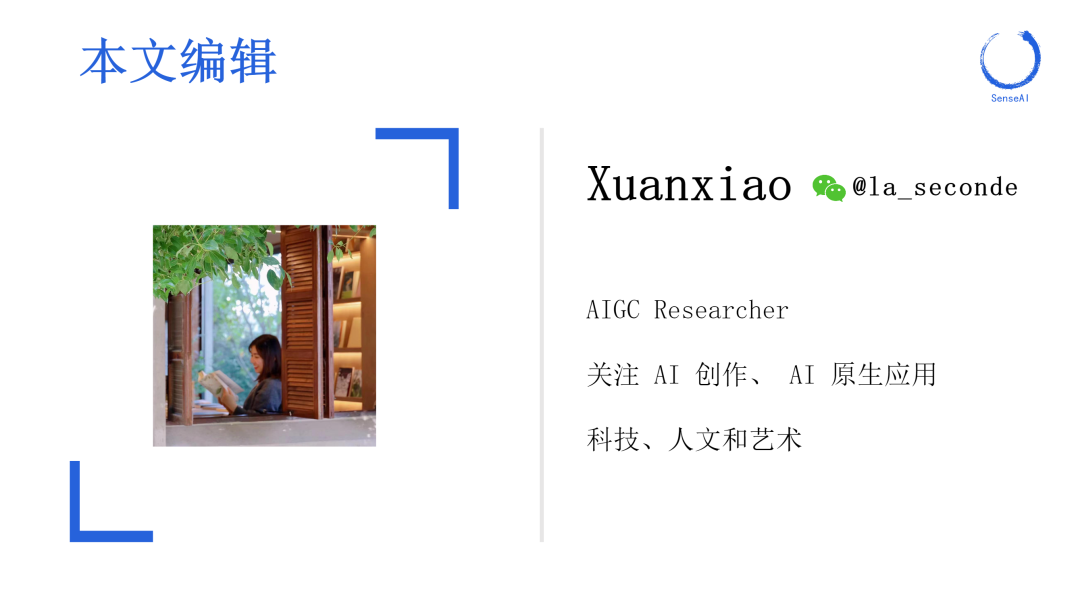 本文编辑
SenseAI
Xuanxiao @la_seconde
AIGC Researcher
关注 AI 创作、 AI 原生应用
科技、人文和艺术